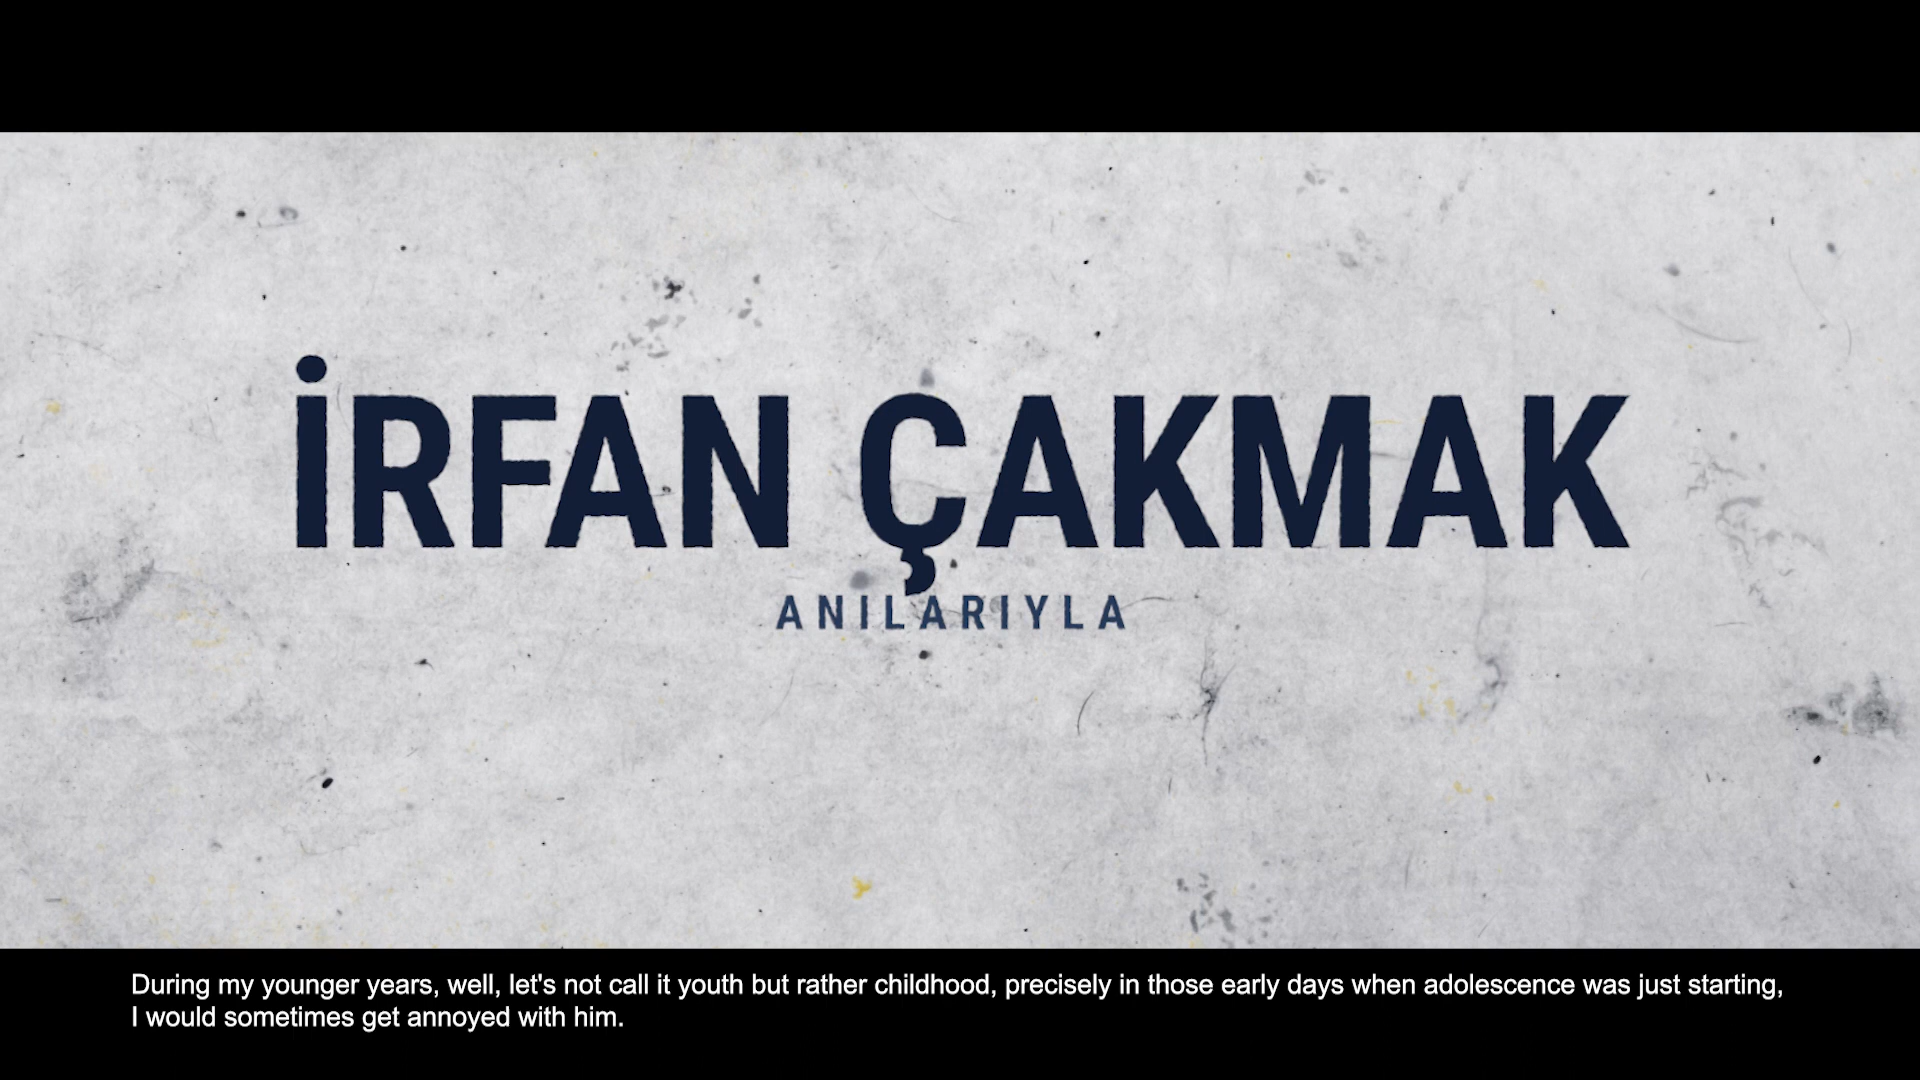 İRFAN ÇAKMAK
ANILARIYLA
During my younger years, well, let's not call it youth but rather childhood, precisely in those early days when adolescence was just starting,
I would sometimes get annoyed with him.